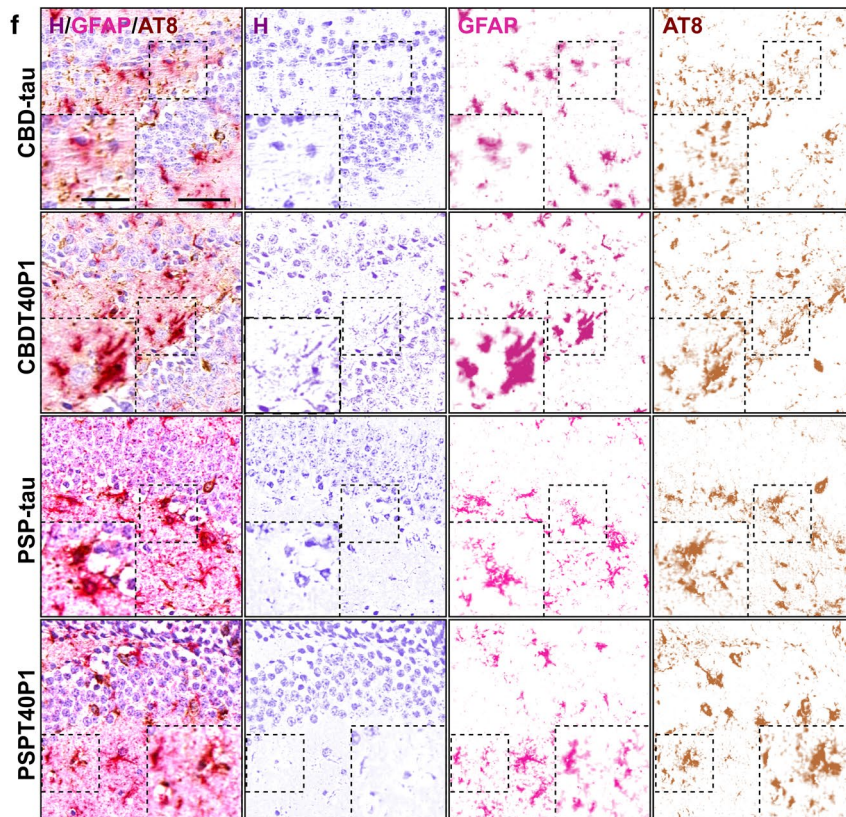 f
H/GFAP/AT8
H
GFAP
AT8
CBD-tau
CBDT40P1
PSP-tau
PSPT40P1